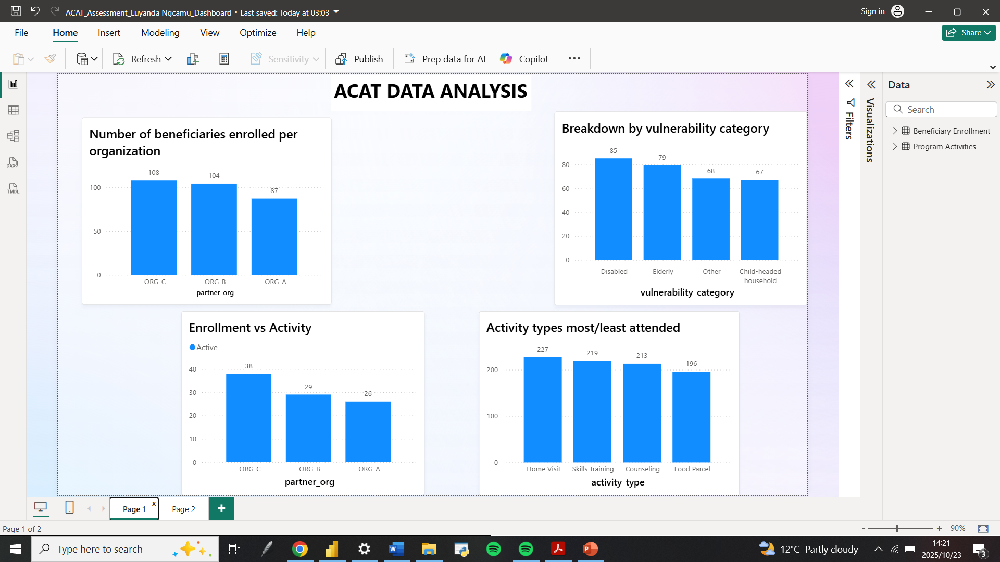 ACAT_Assessment_Luyanda Ngcamu_Dashboard • Last saved: Today at 03:03
Sign in
File
Home
Insert
Modeling
View
Optimize
Help
Share
Refresh
Sensitivity
Publish
Prep data for AI
Copilot
DAX
TMDL
ACAT DATA ANALYSIS
Number of beneficiaries enrolled per
organization
108
104
87
100
50
0
ORG_C
ORG_B
ORG_A
partner_org
Breakdown by vulnerability category
85
79
68
67
80
60
40
20
0
Disabled
Elderly
Other
Child-headed
household
vulnerability_category
Enrollment vs Activity
Active
38
29
26
40
30
20
10
0
ORG_C
ORG_B
ORG_A
partner_org
Activity types most/least attended
227
219
213
196
200
100
0
Home Visit
Skills Training
Counseling
Food Parcel
activity_type
Filters
Visualizations
Data
Search
Beneficiary Enrollment
Program Activities
Page 1
x
Page 2
+
Page 1 of 2
-
+
90%
Type here to search
12°C Partly cloudy
14:21
2025/10/23
3